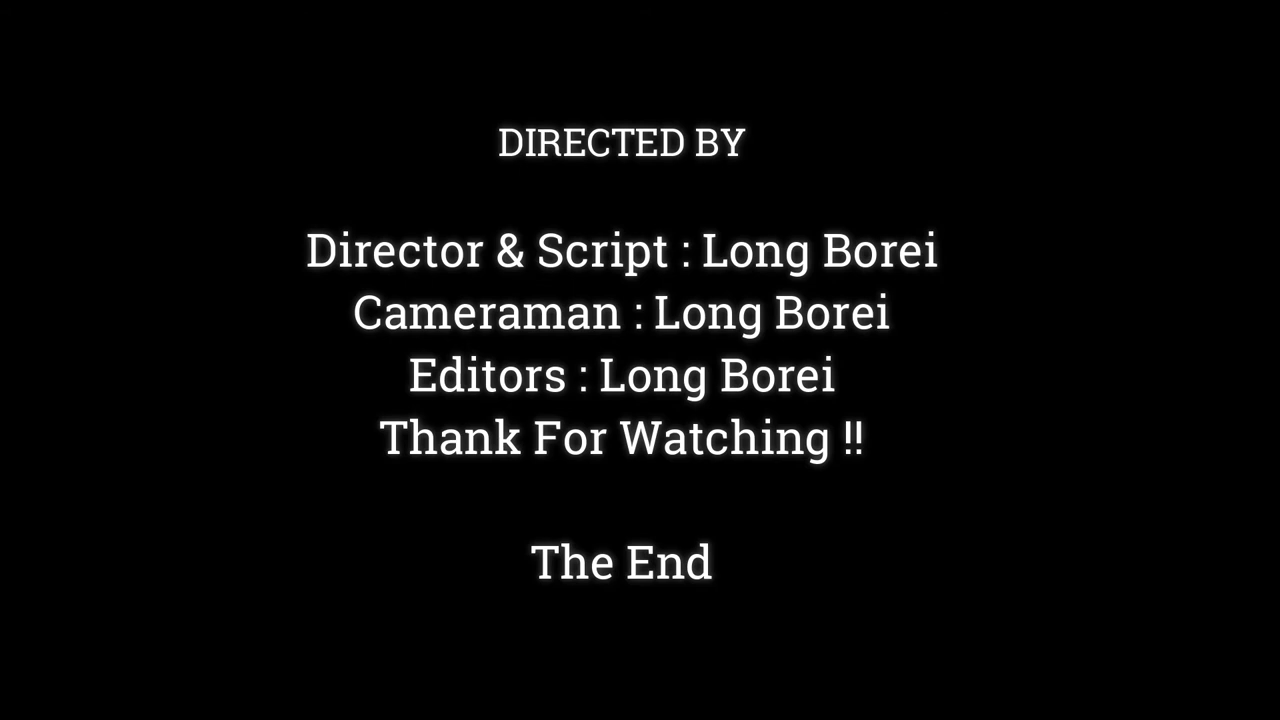 DIRECTED BY
Director & Script : Long Borei
Cameraman : Long Borei
Editors : Long Borei
Thank For Watching !!
The End